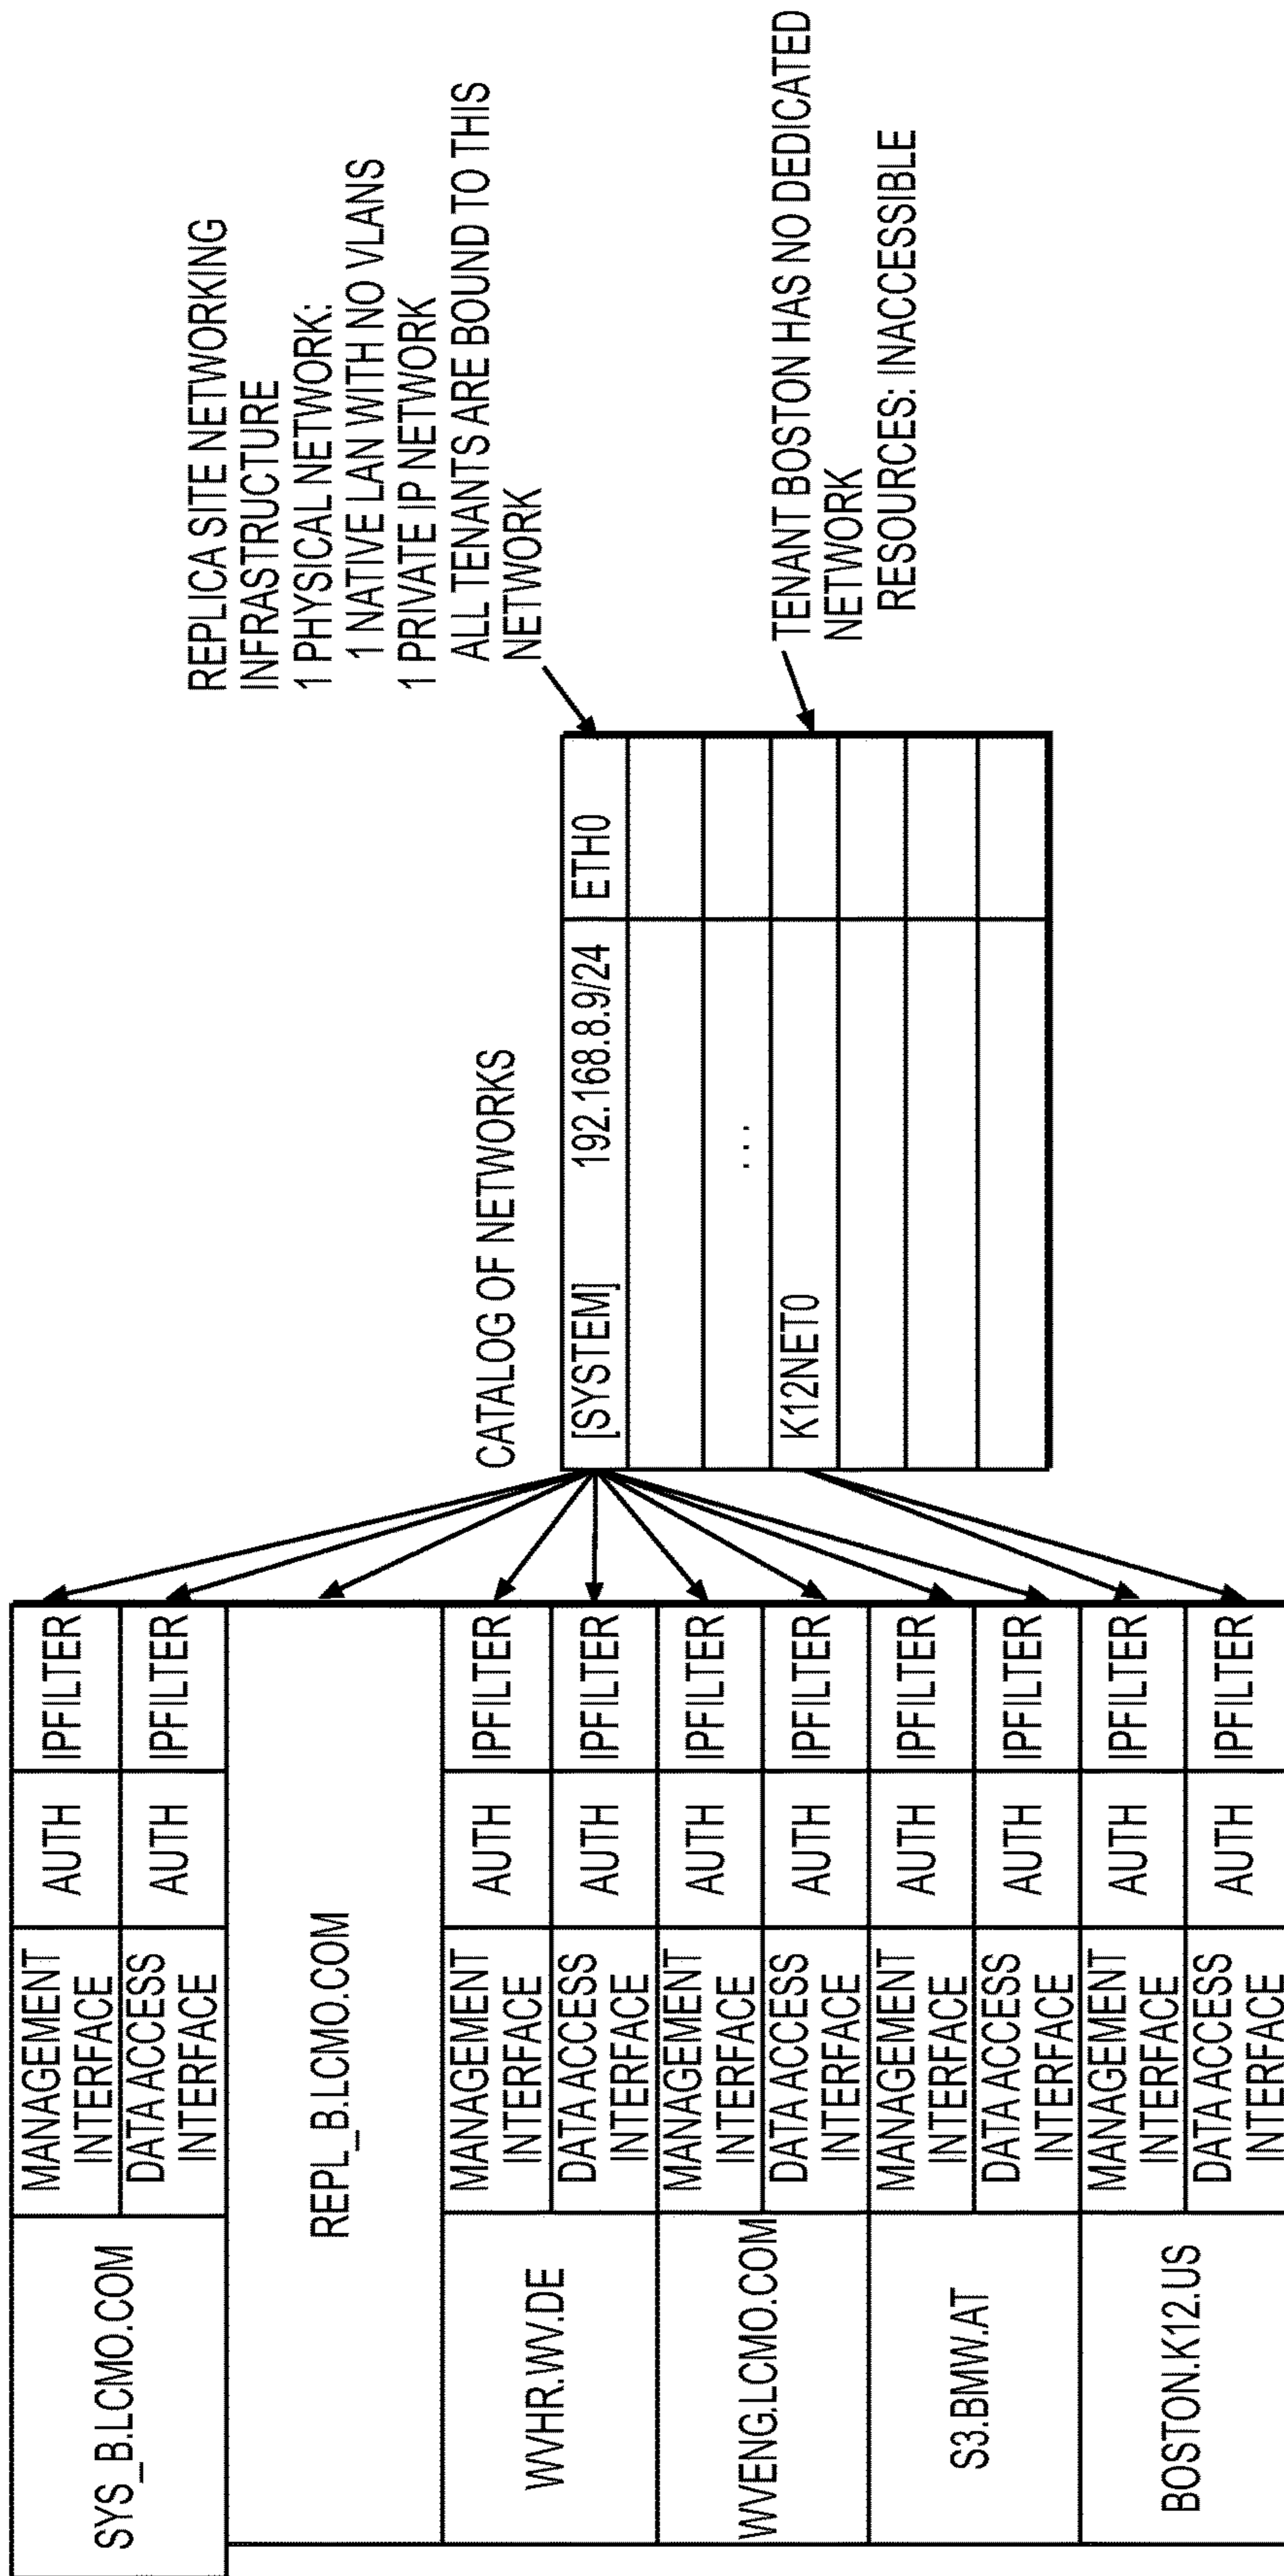 SYS_B.LCMO.COM
MANAGEMENT
INTERFACE
AUTH
IPFILTER
DATA ACCESS
INTERFACE
AUTH
IPFILTER
REPL_B.LCMO.COM
WVHR.WV.DE
MANAGEMENT
INTERFACE
AUTH
IPFILTER
DATA ACCESS
INTERFACE
AUTH
IPFILTER
WVENG.LCMO.COM
MANAGEMENT
INTERFACE
AUTH
IPFILTER
DATA ACCESS
INTERFACE
AUTH
IPFILTER
S3.BMW.AT
MANAGEMENT
INTERFACE
AUTH
IPFILTER
DATA ACCESS
INTERFACE
AUTH
IPFILTER
BOSTON.K12.US
MANAGEMENT
INTERFACE
AUTH
IPFILTER
DATA ACCESS
INTERFACE
AUTH
IPFILTER
CATALOG OF NETWORKS
[SYSTEM] 192.168.8.9/24 ETH0
...
K12NET0
REPLICA SITE NETWORKING
INFRASTRUCTURE
1 PHYSICAL NETWORK:
1 NATIVE LAN WITH NO VLANS
1 PRIVATE IP NETWORK
ALL TENANTS ARE BOUND TO THIS
NETWORK
TENANT BOSTON HAS NO DEDICATED
NETWORK
RESOURCES: INACCESSIBLE